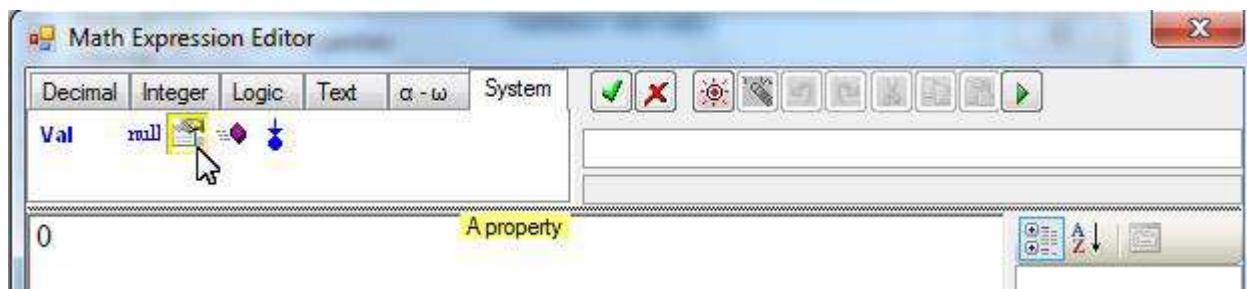 Math Expression Editor
Decimal Integer Logic Text α - ω System
Val null
A property
0
A
Z